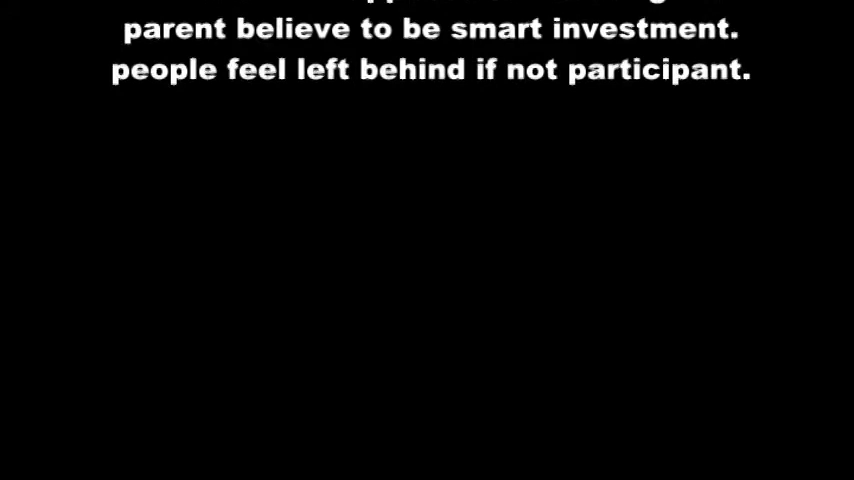 parent believe to be smart investment.
people feel left behind if not participant.